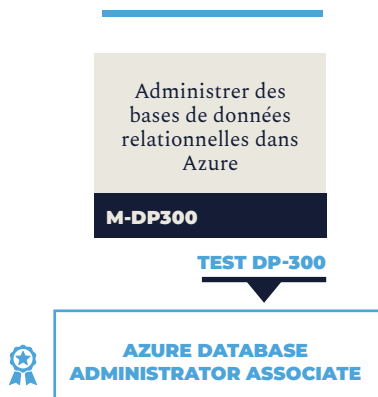 Administrer des
bases de données
relationnelles dans
Azure
M-DP300
TEST DP-300
AZURE DATABASE
ADMINISTRATOR ASSOCIATE